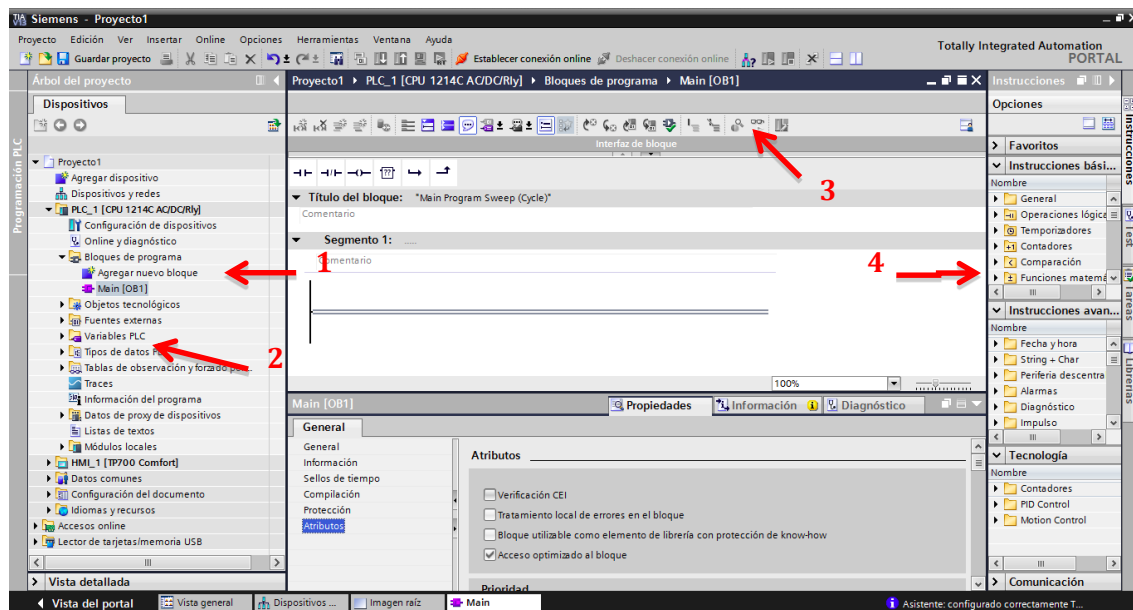 Siemens - Proyecto1
Proyecto Edición Ver Insertar Online Opciones Herramientas Ventana Ayuda
Totally Integrated Automation
PORTAL
Guardar proyecto
Establecer conexión online
Deshacer conexión online
Árbol del proyecto
Dispositivos
Programación PLC
Proyecto1
Agregar dispositivo
Dispositivos y redes
PLC_1 [CPU 1214C AC/DC/Rly]
Configuración de dispositivos
Online y diagnóstico
Bloques de programa
Agregar nuevo bloque
Main [OB1]
Objetos tecnológicos
Fuentes externas
Variables PLC
Tipos de datos
Tablas de observación y forzado
Traces
Información del programa
Datos de proxy de dispositivos
Listas de textos
Módulos locales
HMI_1 [TP700 Comfort]
Datos comunes
Configuración del documento
Idiomas y recursos
Accesos online
Lector de tarjetas/memoria USB
Vista detallada
1
2
Proyecto1 PLC_1 [CPU 1214C AC/DC/Rly] Bloques de programa Main [OB1]
Interfaz de bloque
??
Título del bloque: "Main Program Sweep (Cycle)"
Comentario
Segmento 1: .....
Comentario
3
4
100%
Main [OB1]
Propiedades
Información
Diagnóstico
General
General
Información
Sellos de tiempo
Compilación
Protección
Atributos
Atributos
Verificación CEI
Tratamiento local de errores en el bloque
Bloque utilizable como elemento de librería con protección de know-how
Acceso optimizado al bloque
Prioridad
Instrucciones
Opciones
Favoritos
Instrucciones bási...
Nombre
General
Operaciones lógica
Temporizadores
Contadores
Comparación
Funciones matemá
Instrucciones avan...
Nombre
Fecha y hora
String + Char
Periferia descentra
Alarmas
Diagnóstico
Impulso
Tecnología
Nombre
Contadores
PID Control
Motion Control
Comunicación
Instrucciones
Test
Tareas
Librerías
Vista del portal
Vista general
Dispositivos ...
Imagen raíz
Main
Asistente: configurado correctamente T...